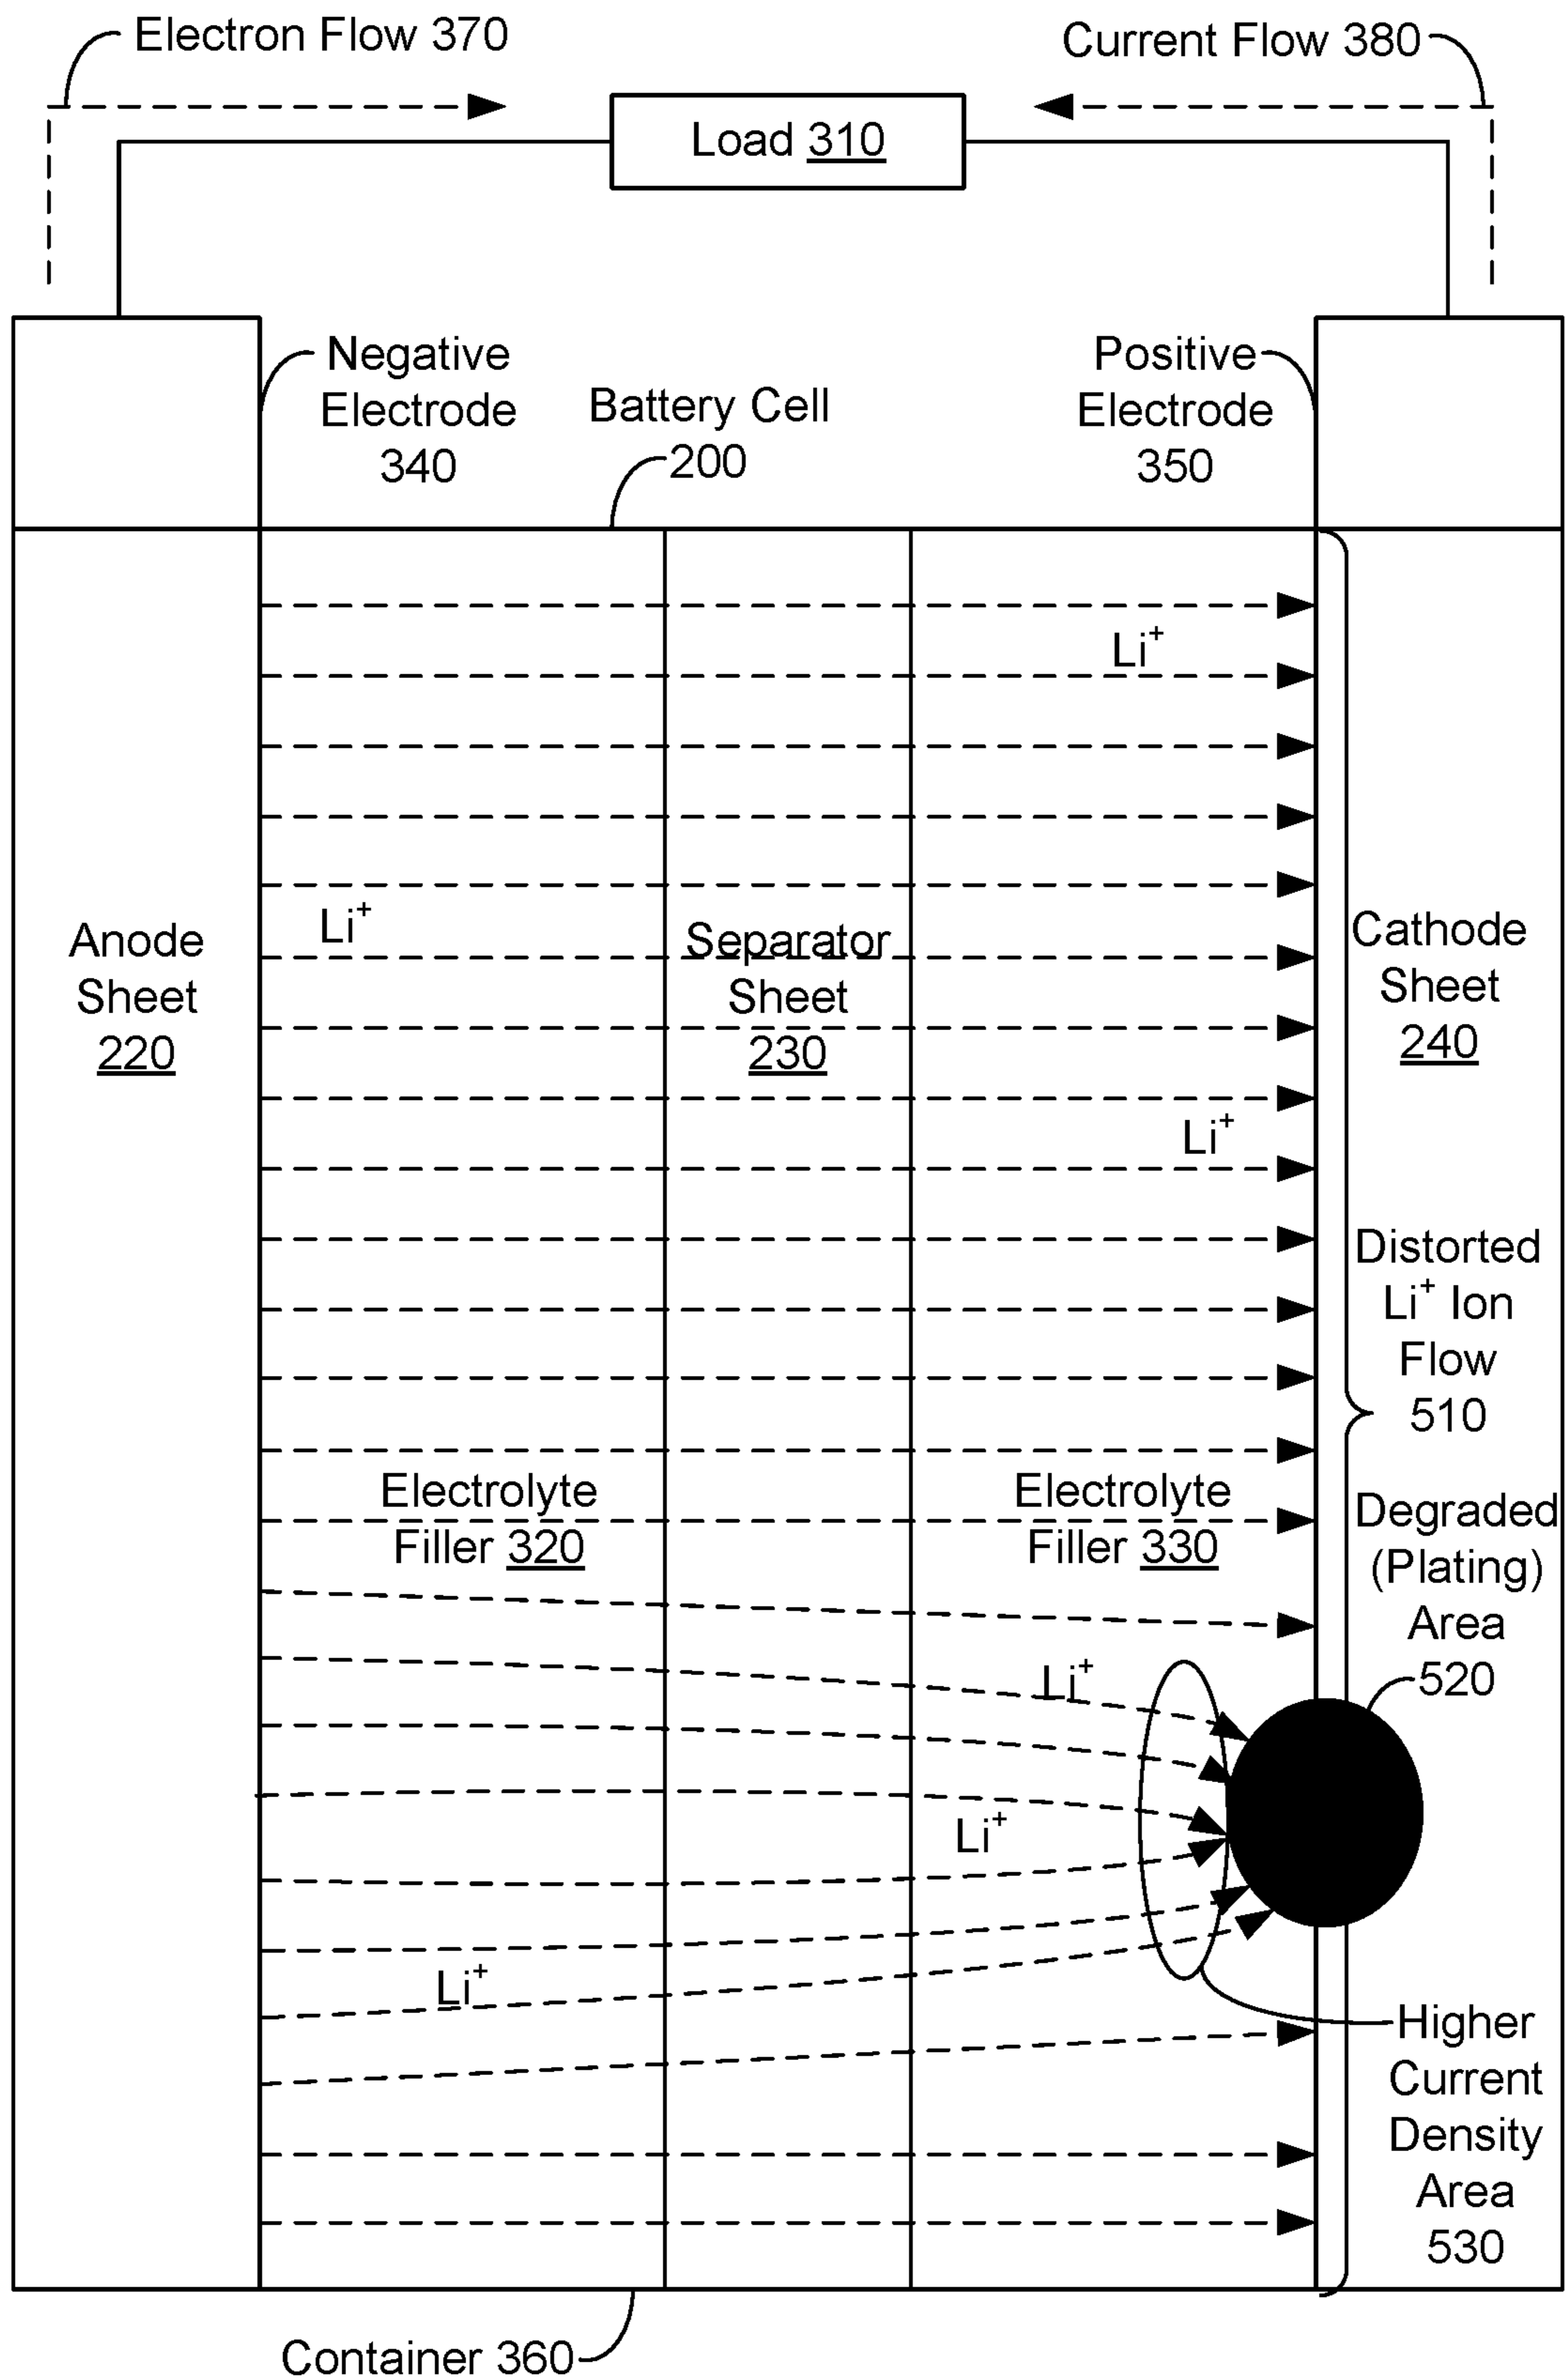 Electron Flow 370
Current Flow 380
Load 310
Negative
Electrode
340
Battery Cell
200
Positive
Electrode
350
Li+
Li+
Anode
Sheet
220
Separator
Sheet
230
Cathode
Sheet
240
Li+
Distorted
Li+ Ion
Flow
510
Electrolyte
Filler 320
Electrolyte
Filler 330
Degraded
(Plating)
Area
520
Li+
Li+
Li+
Higher
Current
Density
Area
530
Container 360